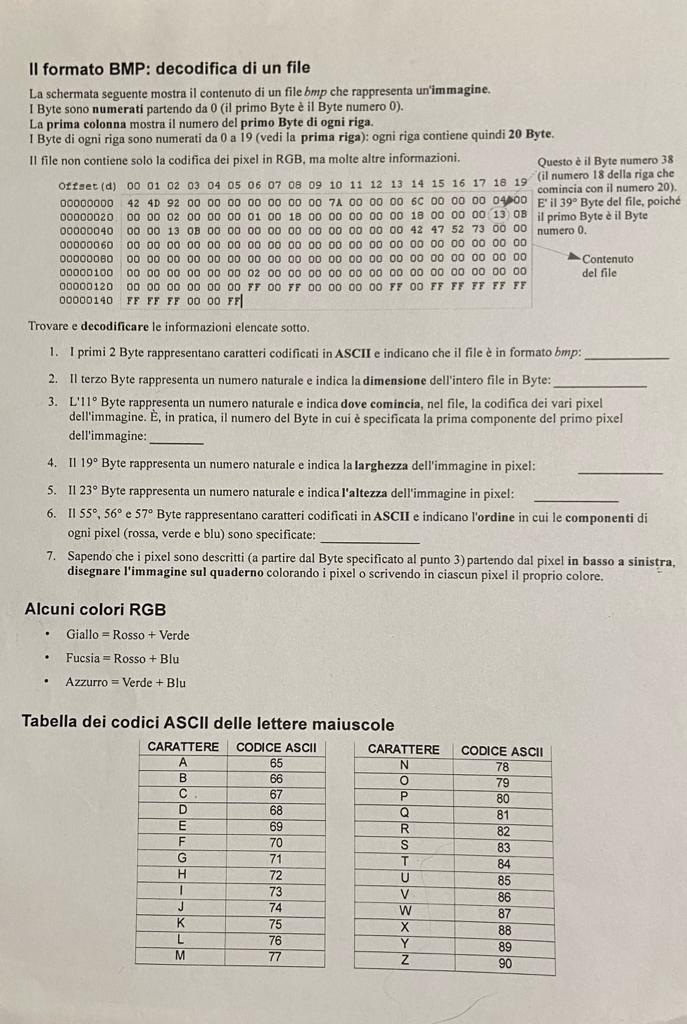 Il formato BMP: decodifica di un file
La schermata seguente mostra il contenuto di un file bmp che rappresenta un'immagine.
I Byte sono numerati partendo da 0 (il primo Byte è il Byte numero 0).
La prima colonna mostra il numero del primo Byte di ogni riga.
I Byte di ogni riga sono numerati da 0 a 19 (vedi la prima riga): ogni riga contiene quindi 20 Byte.
Il file non contiene solo la codifica dei pixel in RGB, ma molte altre informazioni.
Questo è il Byte numero 38
(il numero 18 della riga che
comincia con il numero 20).
E' il 39° Byte del file, poiché
il primo Byte è il Byte
numero 0.
Offset(d) 00 01 02 03 04 05 06 07 08 09 10 11 12 13 14 15 16 17 18 19
00000000 42 4D 92 00 00 00 00 00 00 00 7A 00 00 00 6C 00 00 00 04 00
00000020 00 00 02 00 00 00 01 00 18 00 00 00 00 00 18 00 00 00 13 0B
00000040 00 00 13 0B 00 00 00 00 00 00 00 00 00 00 42 47 52 73 00 00
00000060 00 00 00 00 00 00 00 00 00 00 00 00 00 00 00 00 00 00 00 00
00000080 00 00 00 00 00 00 00 00 00 00 00 00 00 00 00 00 00 00 00 00
00000100 00 00 00 00 00 00 02 00 00 00 00 00 00 00 00 00 00 00 00 00
00000120 00 00 00 00 00 FF 00 FF 00 00 00 00 FF 00 FF FF FF FF FF
00000140 FF FF FF 00 00 FF
Contenuto
del file
Trovare e decodificare le informazioni elencate sotto.
1. I primi 2 Byte rappresentano caratteri codificati in ASCII e indicano che il file è in formato bmp:
2. Il terzo Byte rappresenta un numero naturale e indica la dimensione dell'intero file in Byte:
3. L'11° Byte rappresenta un numero naturale e indica dove comincia, nel file, la codifica dei vari pixel
dell'immagine. È, in pratica, il numero del Byte in cui è specificata la prima componente del primo pixel
dell'immagine:
4. Il 19° Byte rappresenta un numero naturale e indica la larghezza dell'immagine in pixel:
5. Il 23° Byte rappresenta un numero naturale e indica l'altezza dell'immagine in pixel:
6. Il 55°, 56° e 57° Byte rappresentano caratteri codificati in ASCII e indicano l'ordine in cui le componenti di
ogni pixel (rossa, verde e blu) sono specificate:
7. Sapendo che i pixel sono descritti (a partire dal Byte specificato al punto 3) partendo dal pixel in basso a sinistra,
disegnare l'immagine sul quaderno colorando i pixel o scrivendo in ciascun pixel il proprio colore.
Alcuni colori RGB
• Giallo = Rosso + Verde
• Fucsia = Rosso + Blu
• Azzurro = Verde + Blu
Tabella dei codici ASCII delle lettere maiuscole
CARATTERE CODICE ASCII
A 65
B 66
C 67
D 68
E 69
F 70
G 71
H 72
I 73
J 74
K 75
L 76
M 77
CARATTERE CODICE ASCII
N 78
O 79
P 80
Q 81
R 82
S 83
T 84
U 85
V 86
W 87
X 88
Y 89
Z 90